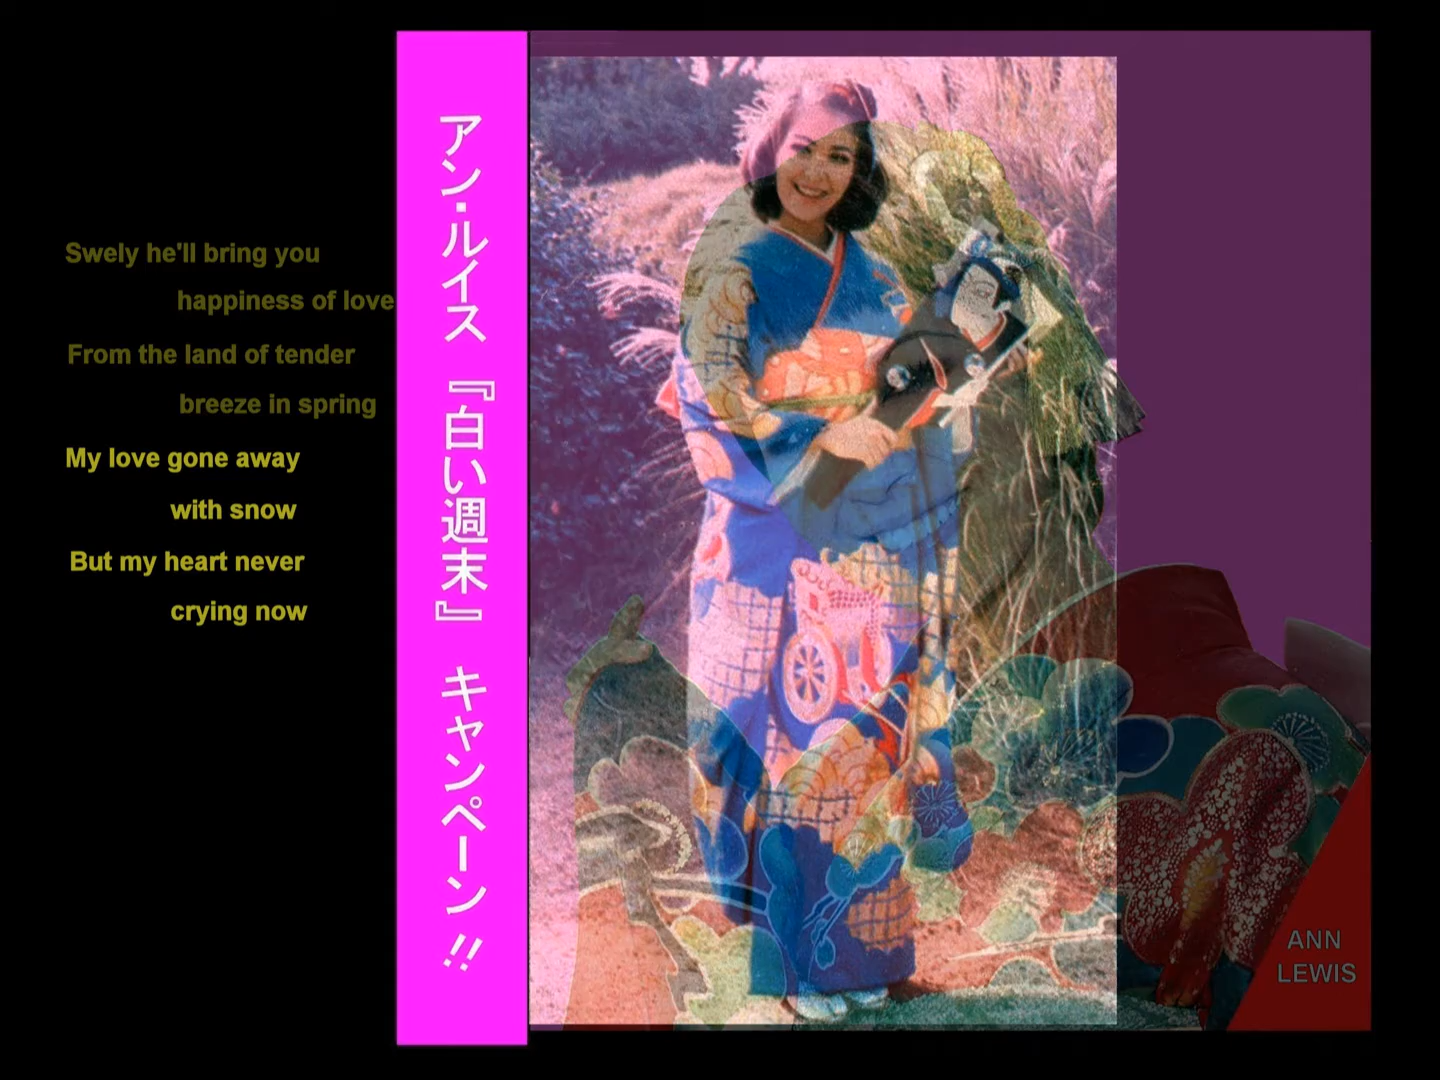 Swely he'll bring you
happiness of love
From the land of tender
breeze in spring
My love gone away
with snow
But my heart never
crying now
アン・ルイス『白い週末』キャンペーン!!
ANN
LEWIS